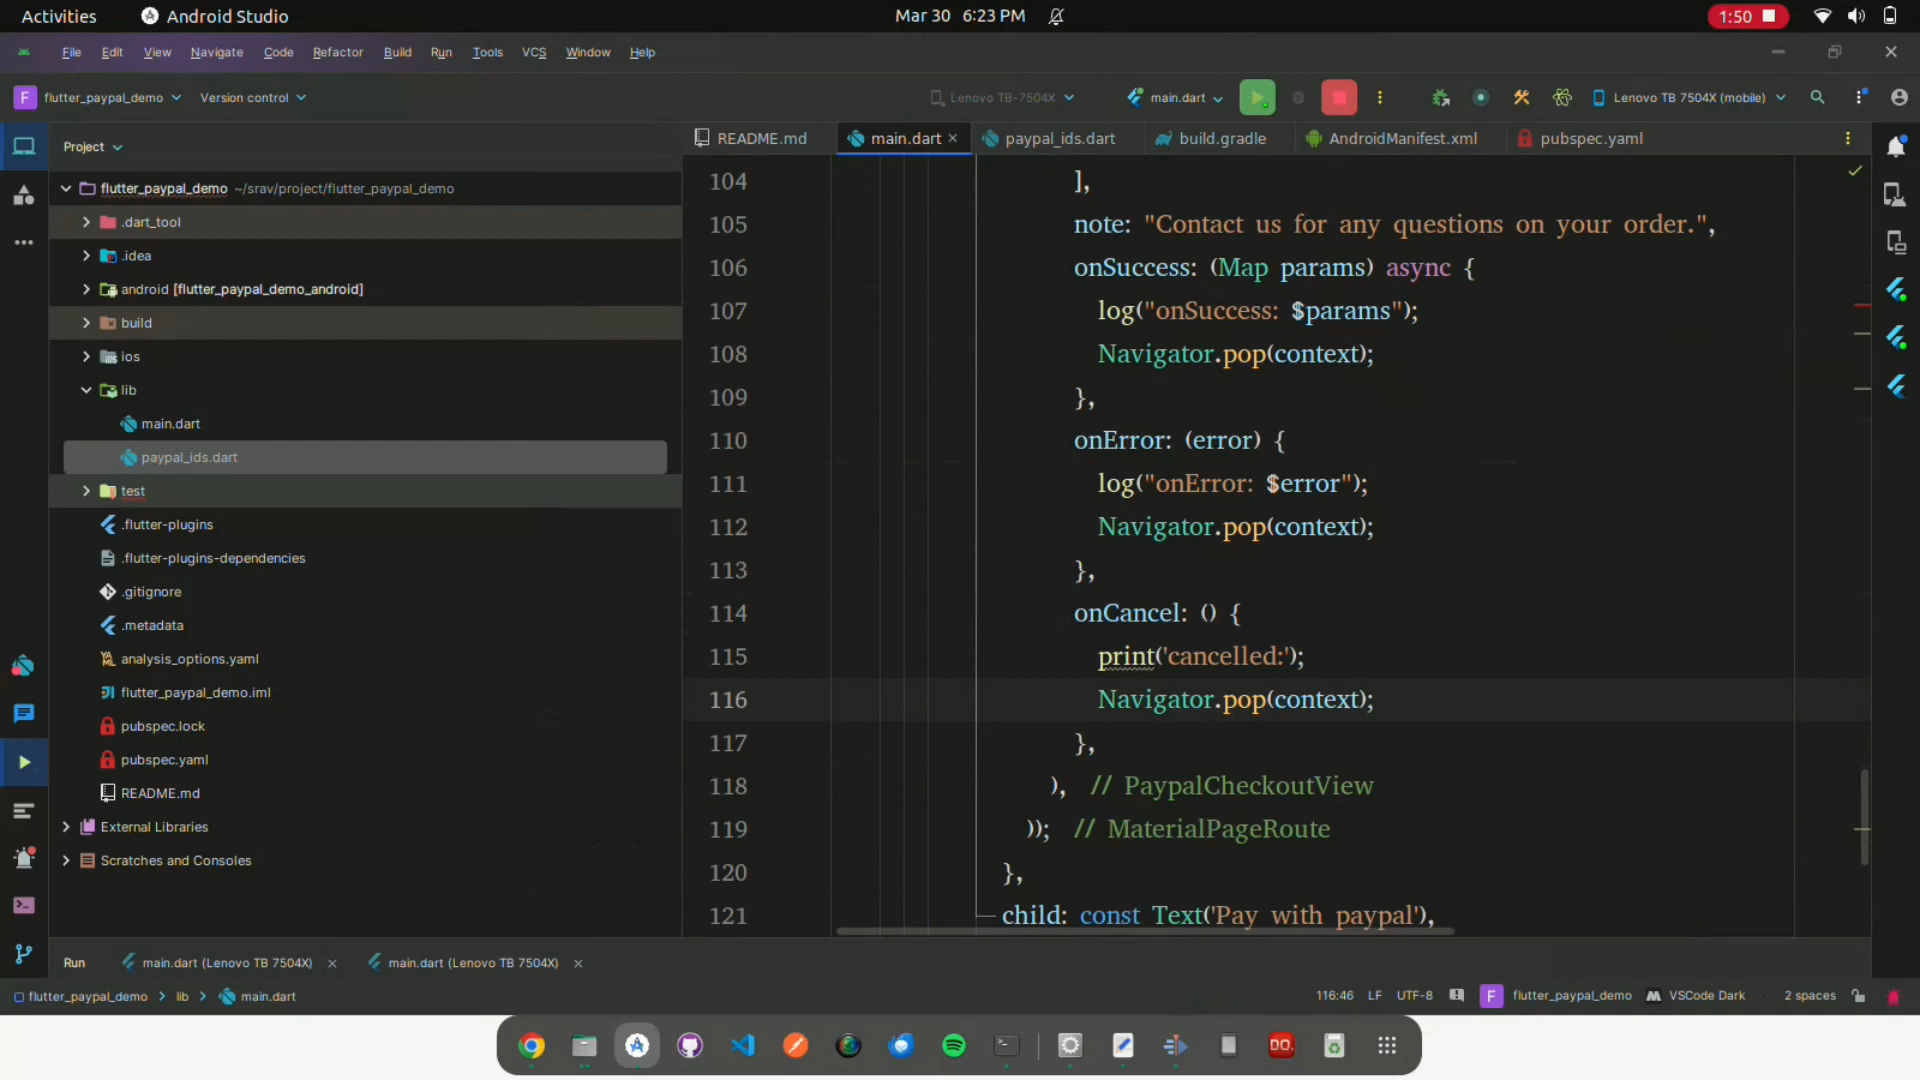 Activities Android Studio Mar 30 6:23 PM 1:50
File Edit View Navigate Code Refactor Build Run Tools VCS Window Help
F flutter_paypal_demo Version control Lenovo TB-7504X main.dart Lenovo TB 7504X (mobile)
Project README.md main.dart paypal_ids.dart build.gradle AndroidManifest.xml pubspec.yaml
flutter_paypal_demo ~/srav/project/flutter_paypal_demo
.dart_tool
.idea
android [flutter_paypal_demo_android]
build
ios
lib
main.dart
paypal_ids.dart
test
.flutter-plugins
.flutter-plugins-dependencies
.gitignore
.metadata
analysis_options.yaml
flutter_paypal_demo.iml
pubspec.lock
pubspec.yaml
README.md
External Libraries
Scratches and Consoles
104 ],
105 note: "Contact us for any questions on your order.",
106 onSuccess: (Map params) async {
107 log("onSuccess: $params");
108 Navigator.pop(context);
109 },
110 onError: (error) {
111 log("onError: $error");
112 Navigator.pop(context);
113 },
114 onCancel: () {
115 print('cancelled:');
116 Navigator.pop(context);
117 },
118 ), // PaypalCheckoutView
119 )); // MaterialPageRoute
120 },
121 child: const Text('Pay with paypal'),
Run main.dart (Lenovo TB 7504X) main.dart (Lenovo TB 7504X)
flutter_paypal_demo lib main.dart 116:46 LF UTF-8 F flutter_paypal_demo VSCode Dark 2 spaces
DO.